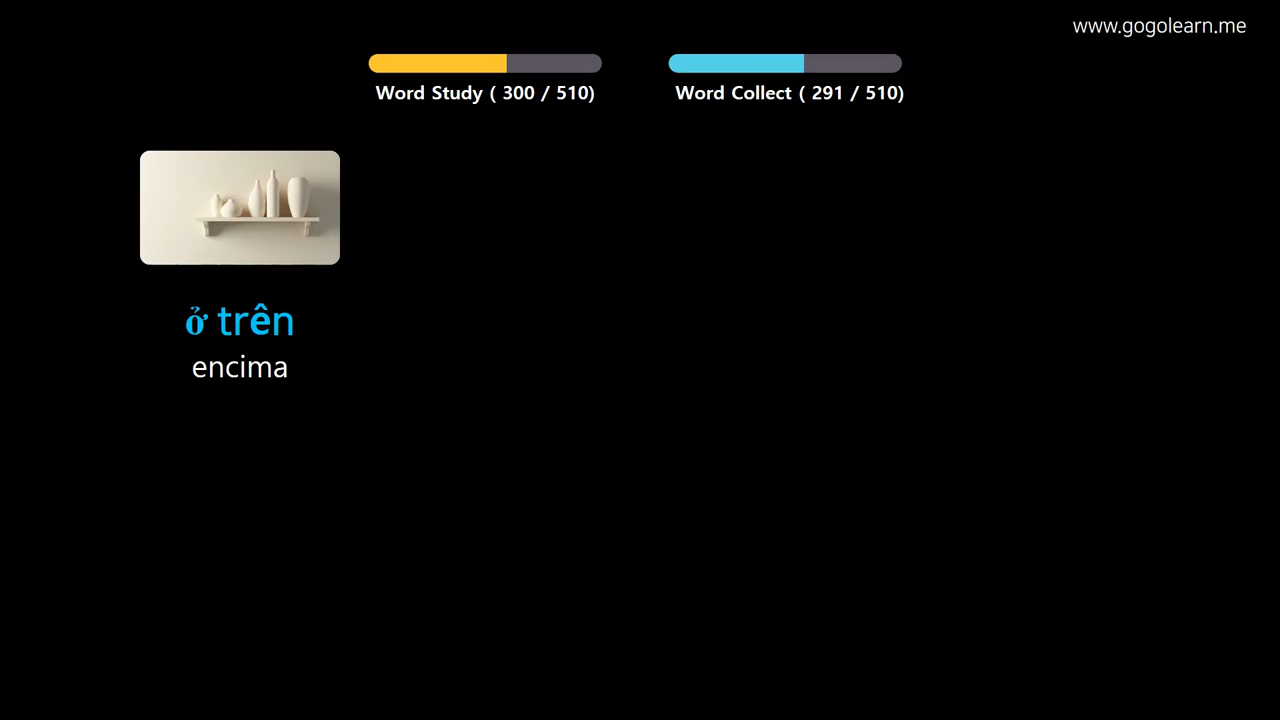 www.gogolearn.me
Word Study ( 300 / 510)
Word Collect ( 291 / 510)
ở trên
encima